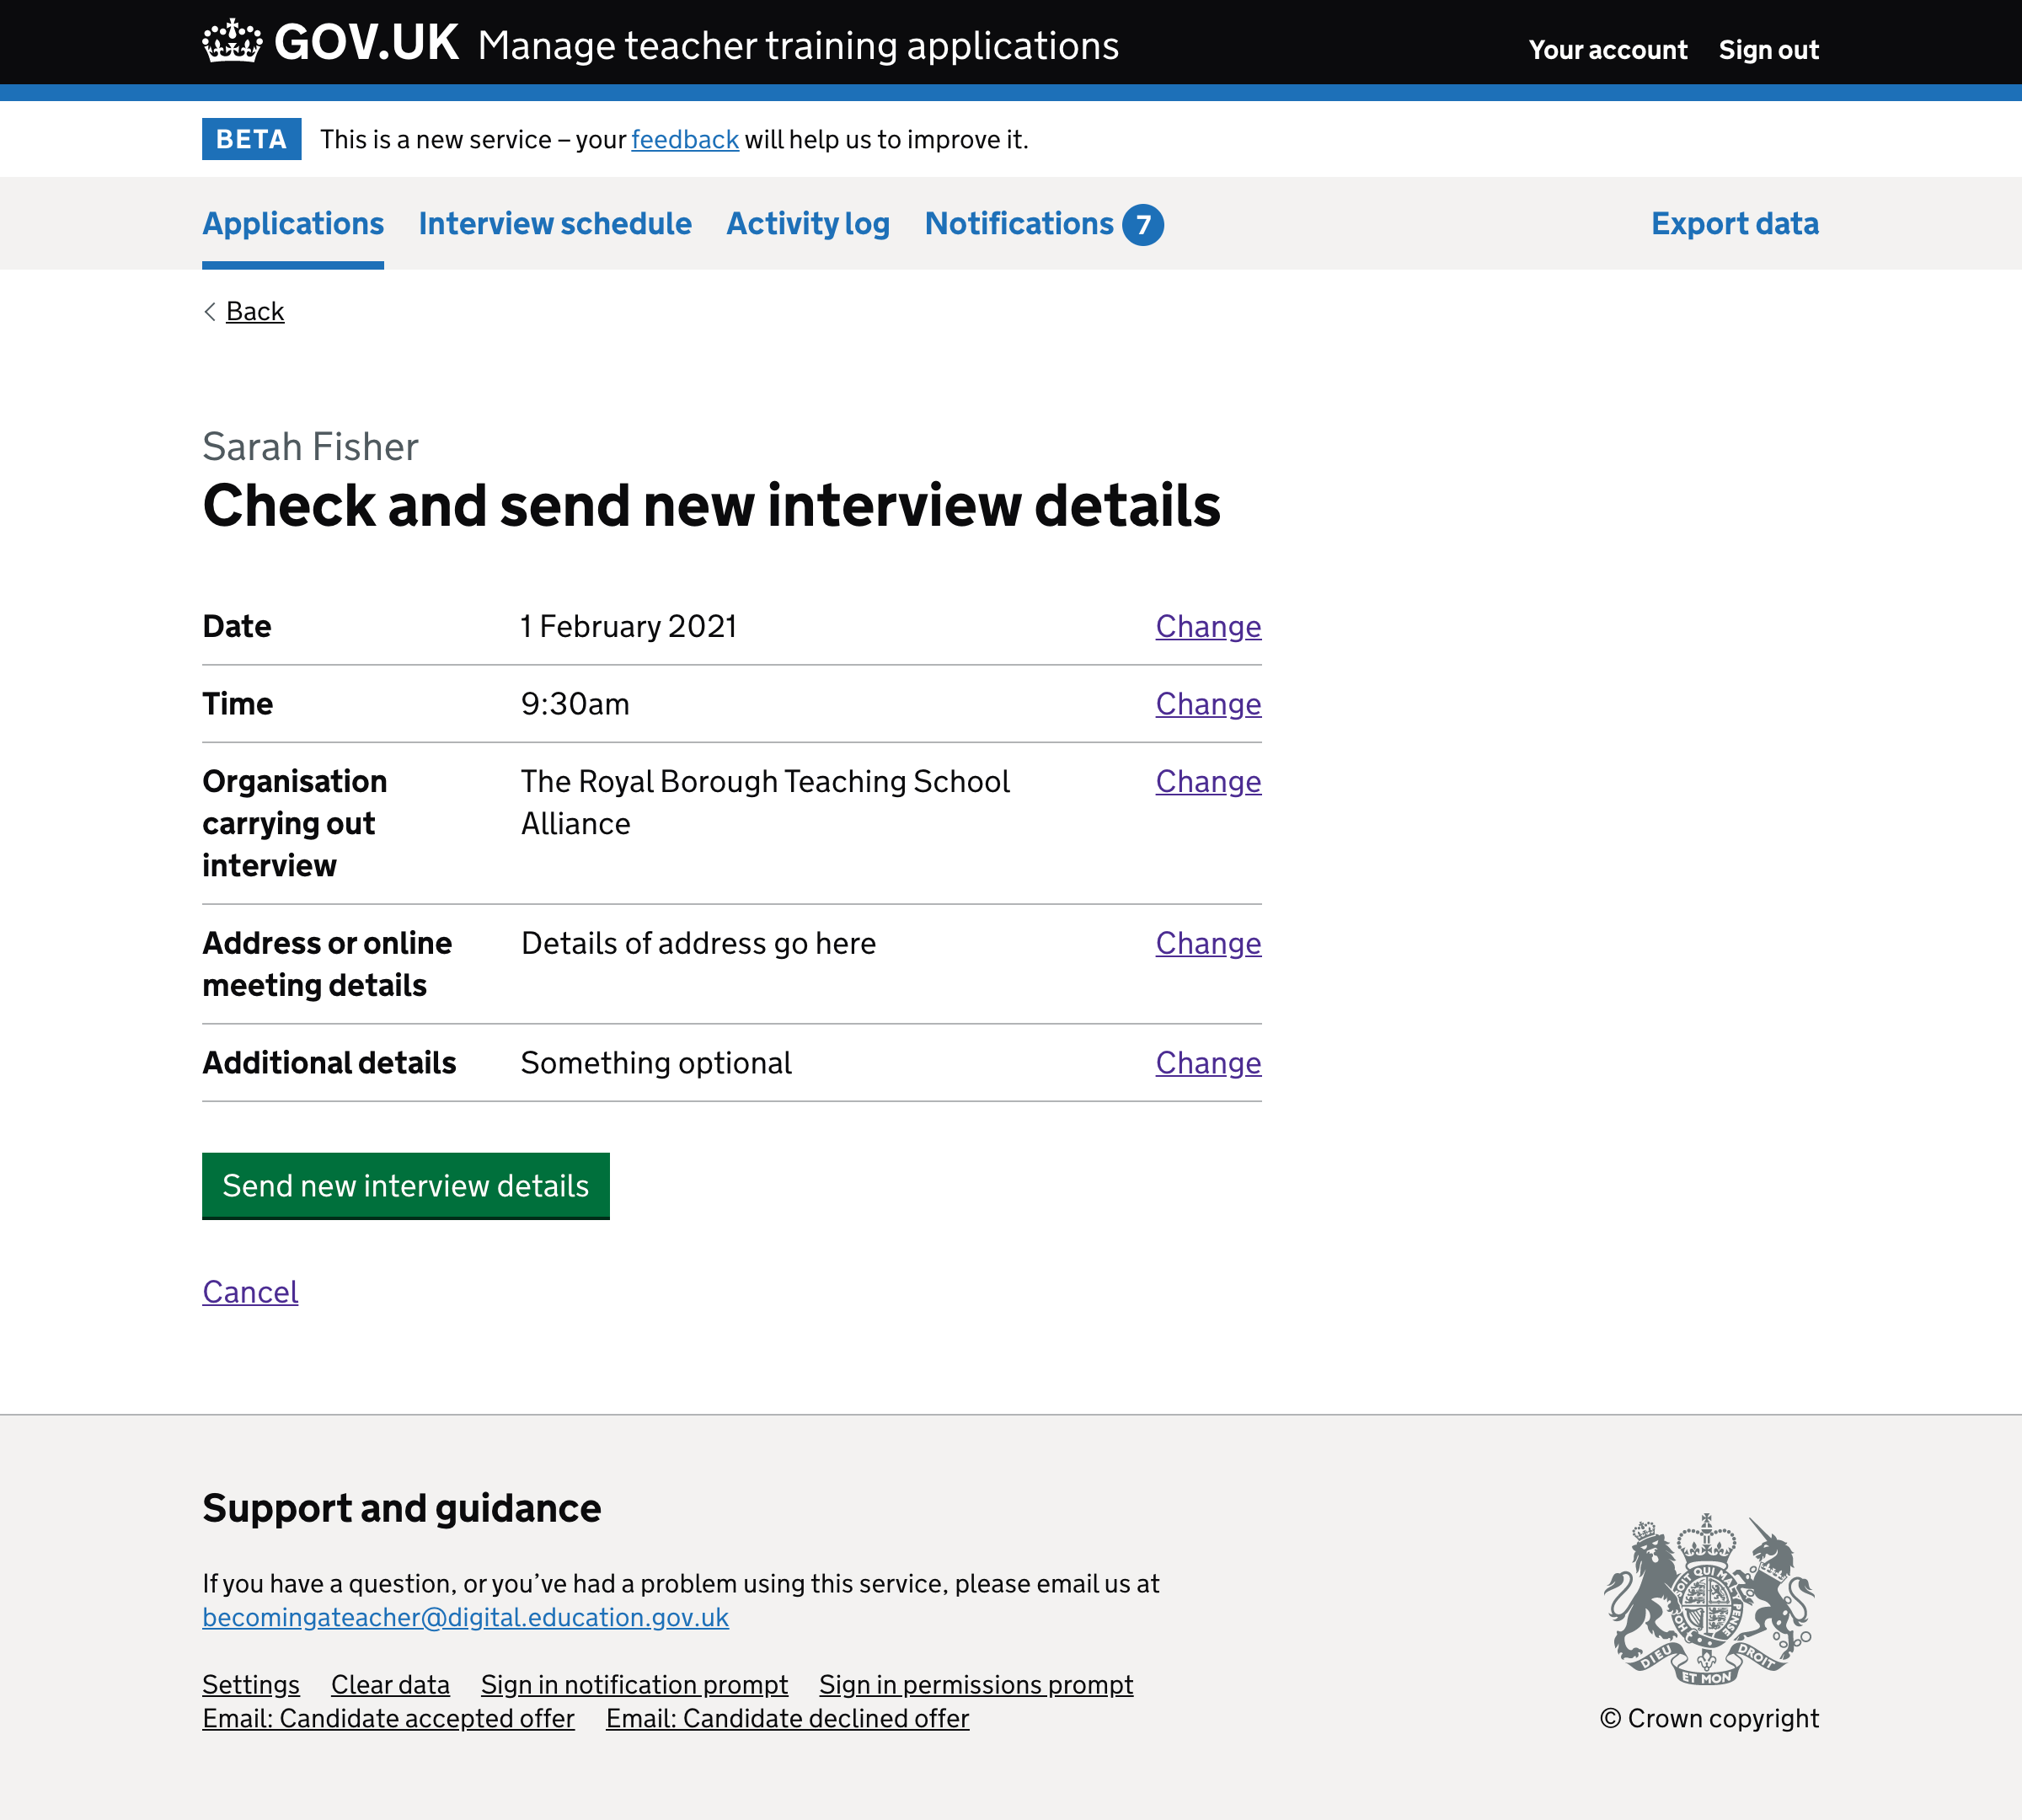 GOV.UK Manage teacher training applications Your account Sign out
BETA This is a new service – your feedback will help us to improve it.
Applications Interview schedule Activity log Notifications 7 Export data
Back
Sarah Fisher
Check and send new interview details
Date 1 February 2021 Change
Time 9:30am Change
Organisation The Royal Borough Teaching School Change
carrying out Alliance
interview
Address or online Details of address go here Change
meeting details
Additional details Something optional Change
Send new interview details
Cancel
Support and guidance
If you have a question, or you’ve had a problem using this service, please email us at
becomingateacher@digital.education.gov.uk
Settings Clear data Sign in notification prompt Sign in permissions prompt
Email: Candidate accepted offer Email: Candidate declined offer
DIEU ET MON DROIT
© Crown copyright